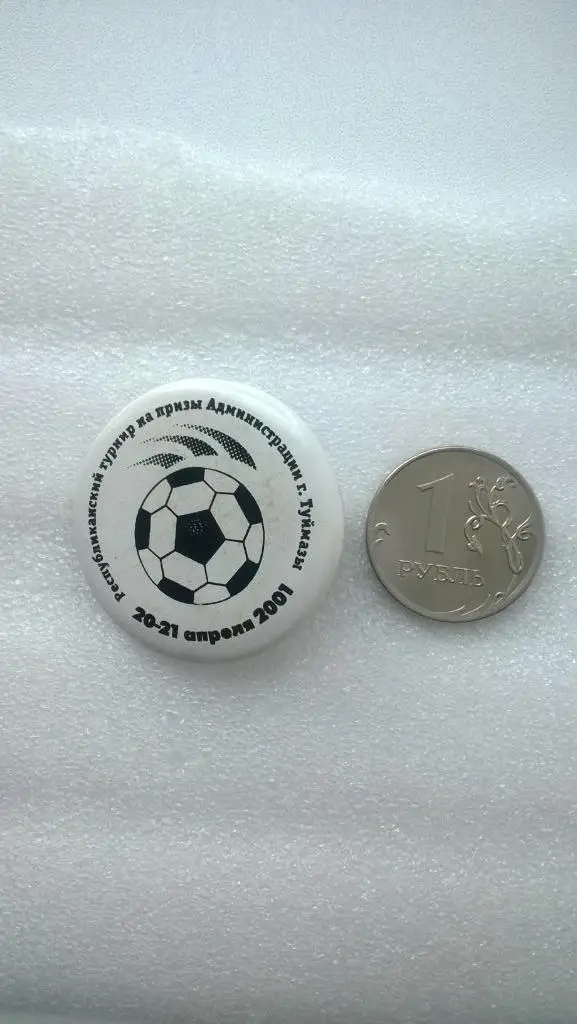 Республиканский турнир на призы Администрации г. Туймазы
20-21 апреля 2001
1
РУБЛЬ